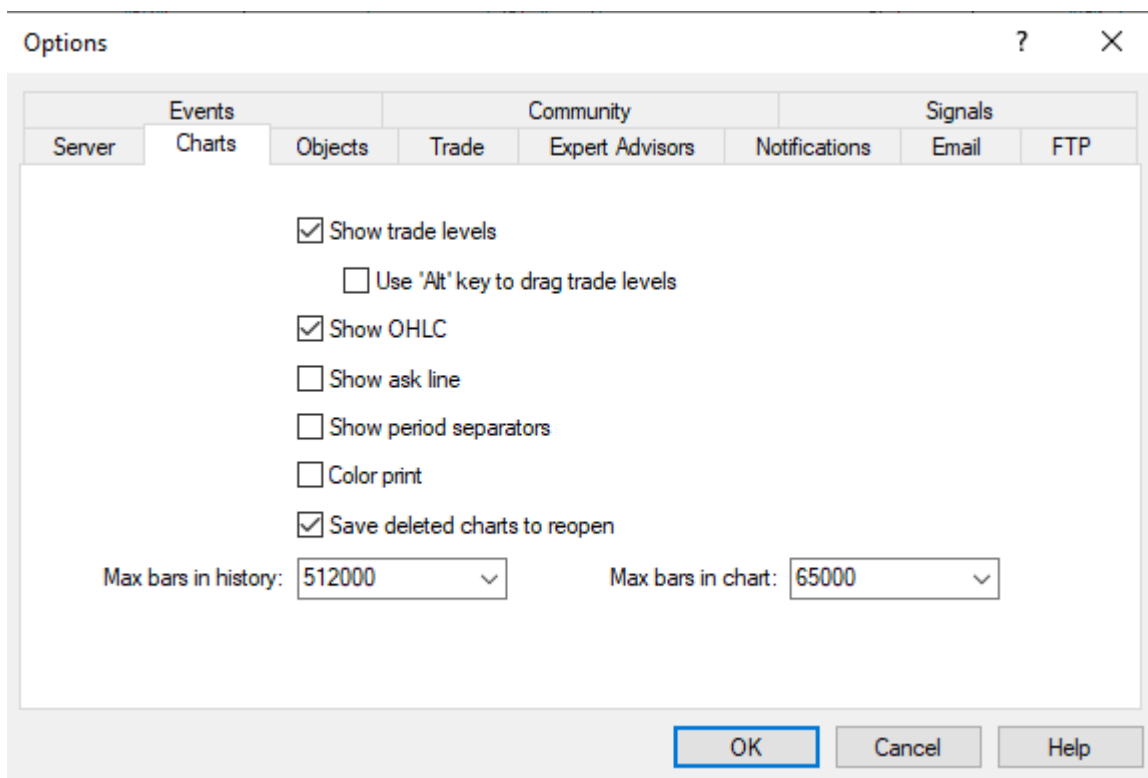 Options
Events Community Signals
Server Charts Objects Trade Expert Advisors Notifications Email FTP
Show trade levels
Use 'Alt' key to drag trade levels
Show OHLC
Show ask line
Show period separators
Color print
Save deleted charts to reopen
Max bars in history: 512000 Max bars in chart: 65000
OK Cancel Help